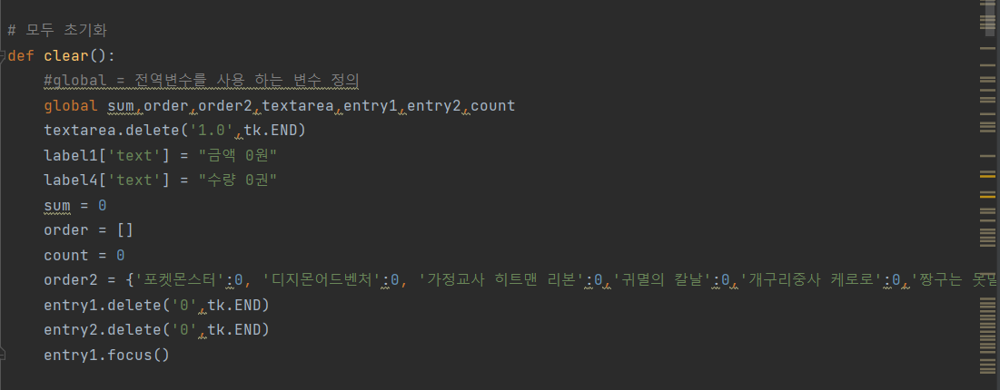 # 모두 초기화
def clear():
#global = 전역변수를 사용 하는 변수 정의
global sum,order,order2,textarea,entry1,entry2,count
textarea.delete('1.0',tk.END)
label1['text'] = "금액 0원"
label4['text'] = "수량 0권"
sum = 0
order = []
count = 0
order2 = {'포켓몬스터':0, '디지몬어드벤처':0, '가정교사 히트맨 리본':0,'귀멸의 칼날':0,'개구리중사 케로로':0,'짱구는 못말
entry1.delete('0',tk.END)
entry2.delete('0',tk.END)
entry1.focus()